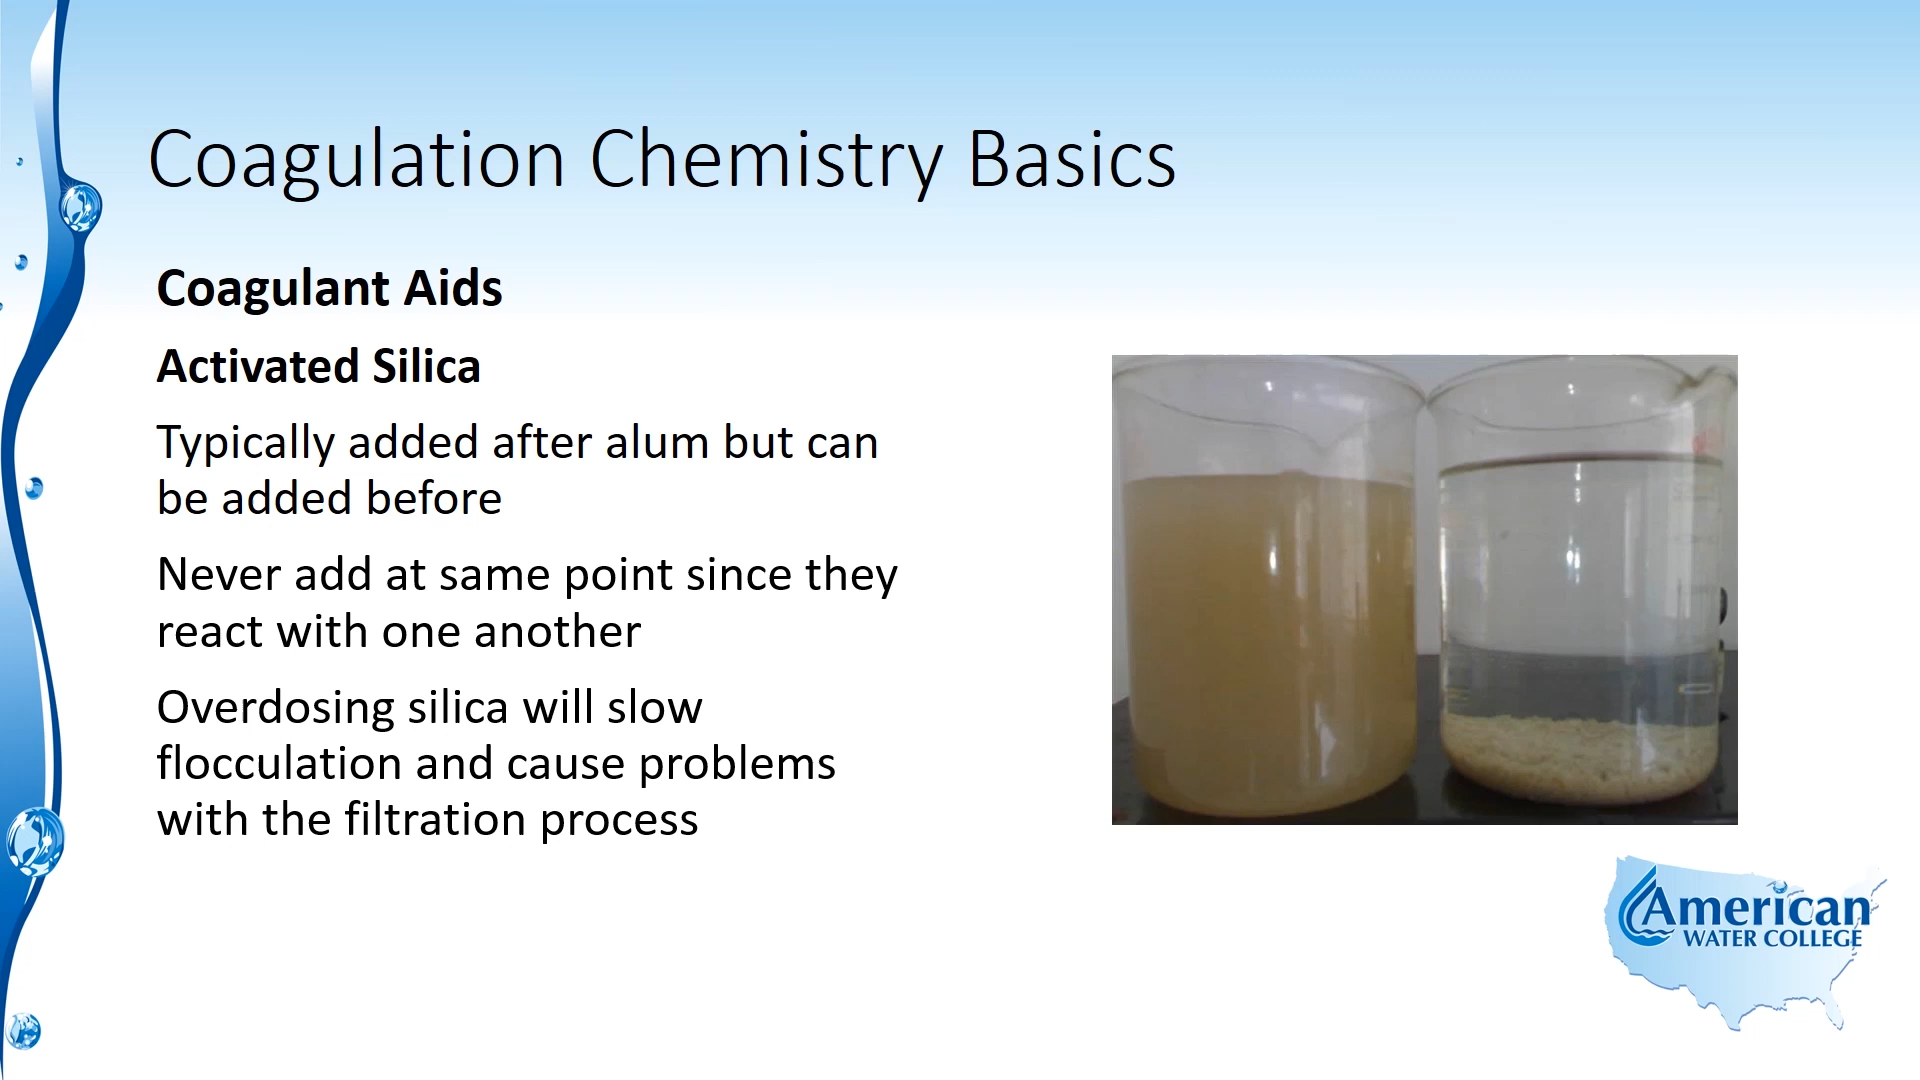 Coagulation Chemistry Basics
Coagulant Aids
Activated Silica
Typically added after alum but can
be added before
Never add at same point since they
react with one another
Overdosing silica will slow
flocculation and cause problems
with the filtration process
American
WATER COLLEGE